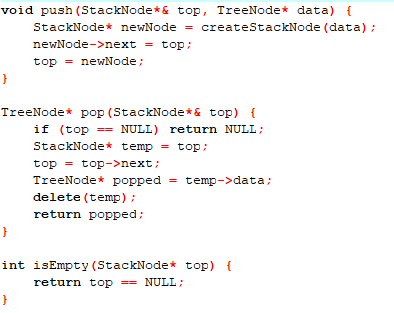 void push(StackNode*& top, TreeNode* data) {
    StackNode* newNode = createStackNode(data);
    newNode->next = top;
    top = newNode;
}

TreeNode* pop(StackNode*& top) {
    if (top == NULL) return NULL;
    StackNode* temp = top;
    top = top->next;
    TreeNode* popped = temp->data;
    delete(temp);
    return popped;
}

int isEmpty(StackNode* top) {
    return top == NULL;
}